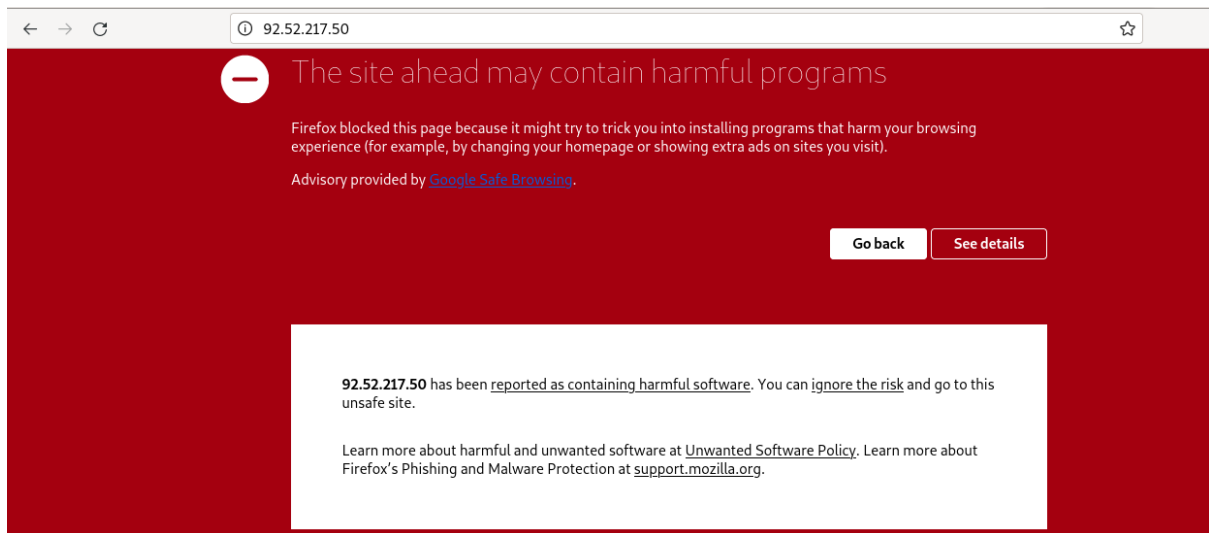 92.52.217.50
The site ahead may contain harmful programs
Firefox blocked this page because it might try to trick you into installing programs that harm your browsing
experience (for example, by changing your homepage or showing extra ads on sites you visit).
Advisory provided by Google Safe Browsing.
Go back See details
92.52.217.50 has been reported as containing harmful software. You can ignore the risk and go to this
unsafe site.
Learn more about harmful and unwanted software at Unwanted Software Policy. Learn more about
Firefox’s Phishing and Malware Protection at support.mozilla.org.